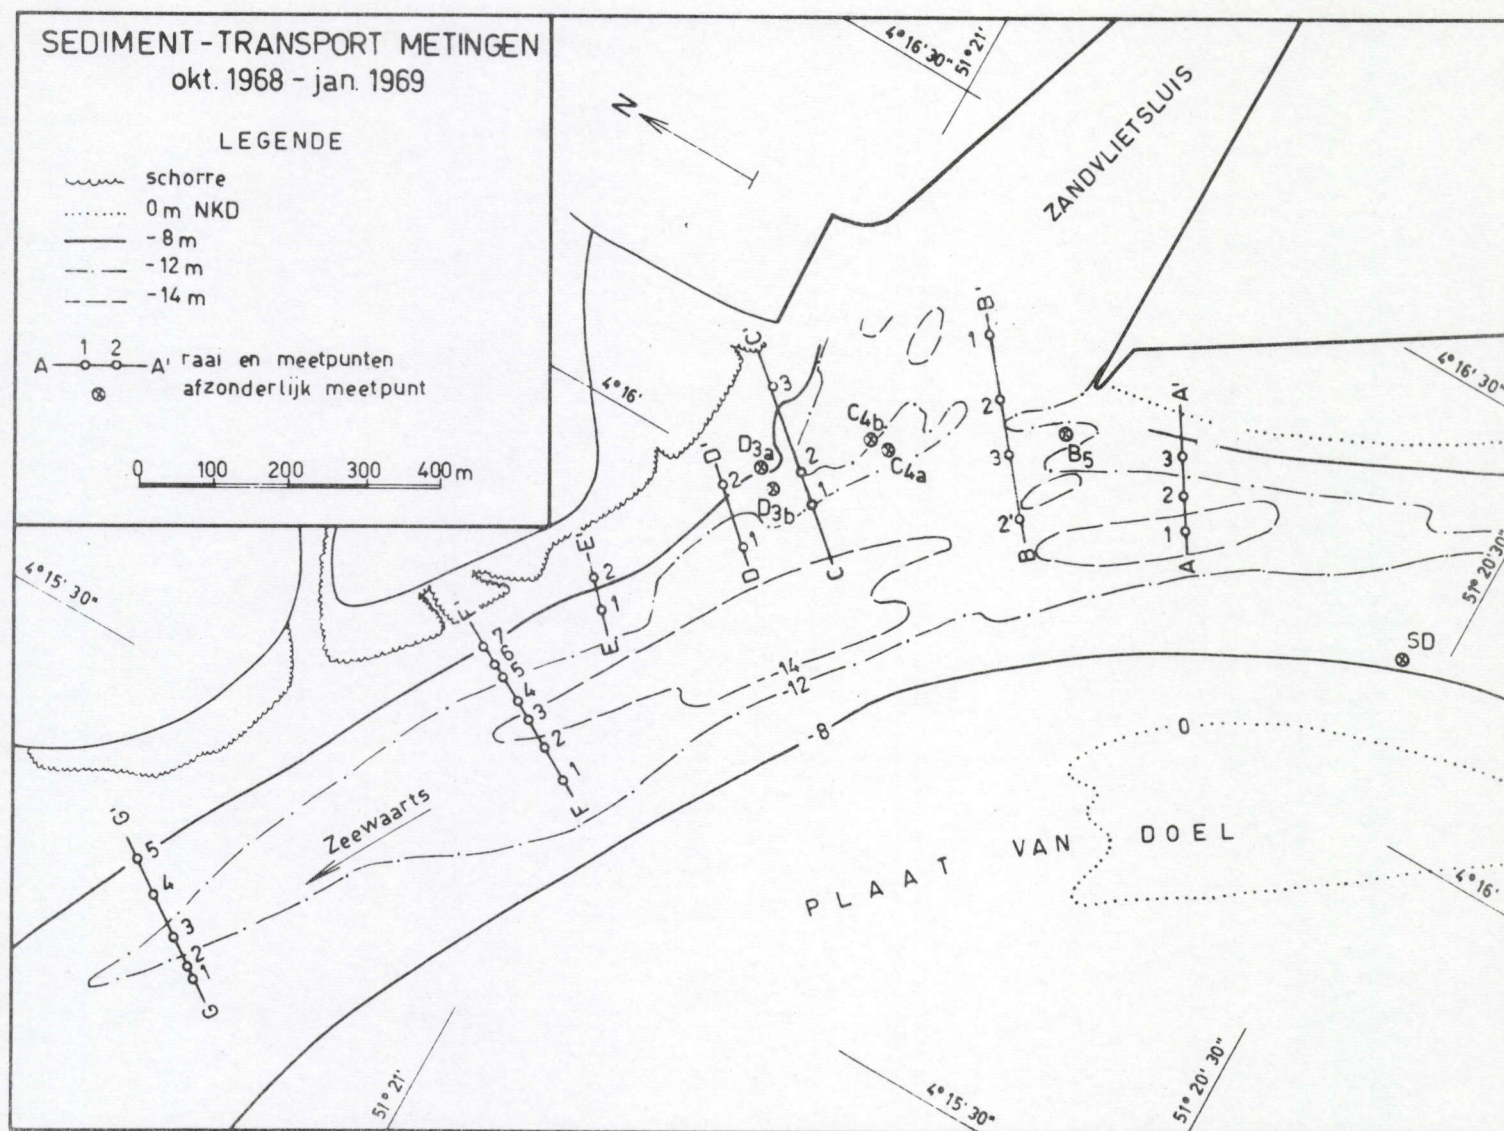 SEDIMENT-TRANSPORT METINGEN
okt. 1968 - jan. 1969
LEGENDE
schorre
0 m NKD
-8 m
-12 m
-14 m
A 1 2 A' raai en meetpunten
afzonderlijk meetpunt
0 100 200 300 400 m
N
4°16'30"
51°21'
ZANDVLIETSLUIS
4°16'
4°16'30"
C'
3
2
1
C
B'
1
2
3
2'
B
A'
3
2
1
A
C4b
C4a
B5
D'
2
1
D
D3a
D3b
E'
2
1
E
F'
7
6
5
4
3
2
1
F
G'
5
4
3
2
1
G
4°15'30"
51°20'30"
SD
-14
-12
-8
0
Zeewaarts
PLAAT VAN DOEL
4°16'
51°21'
4°15'30"
51°20'30"